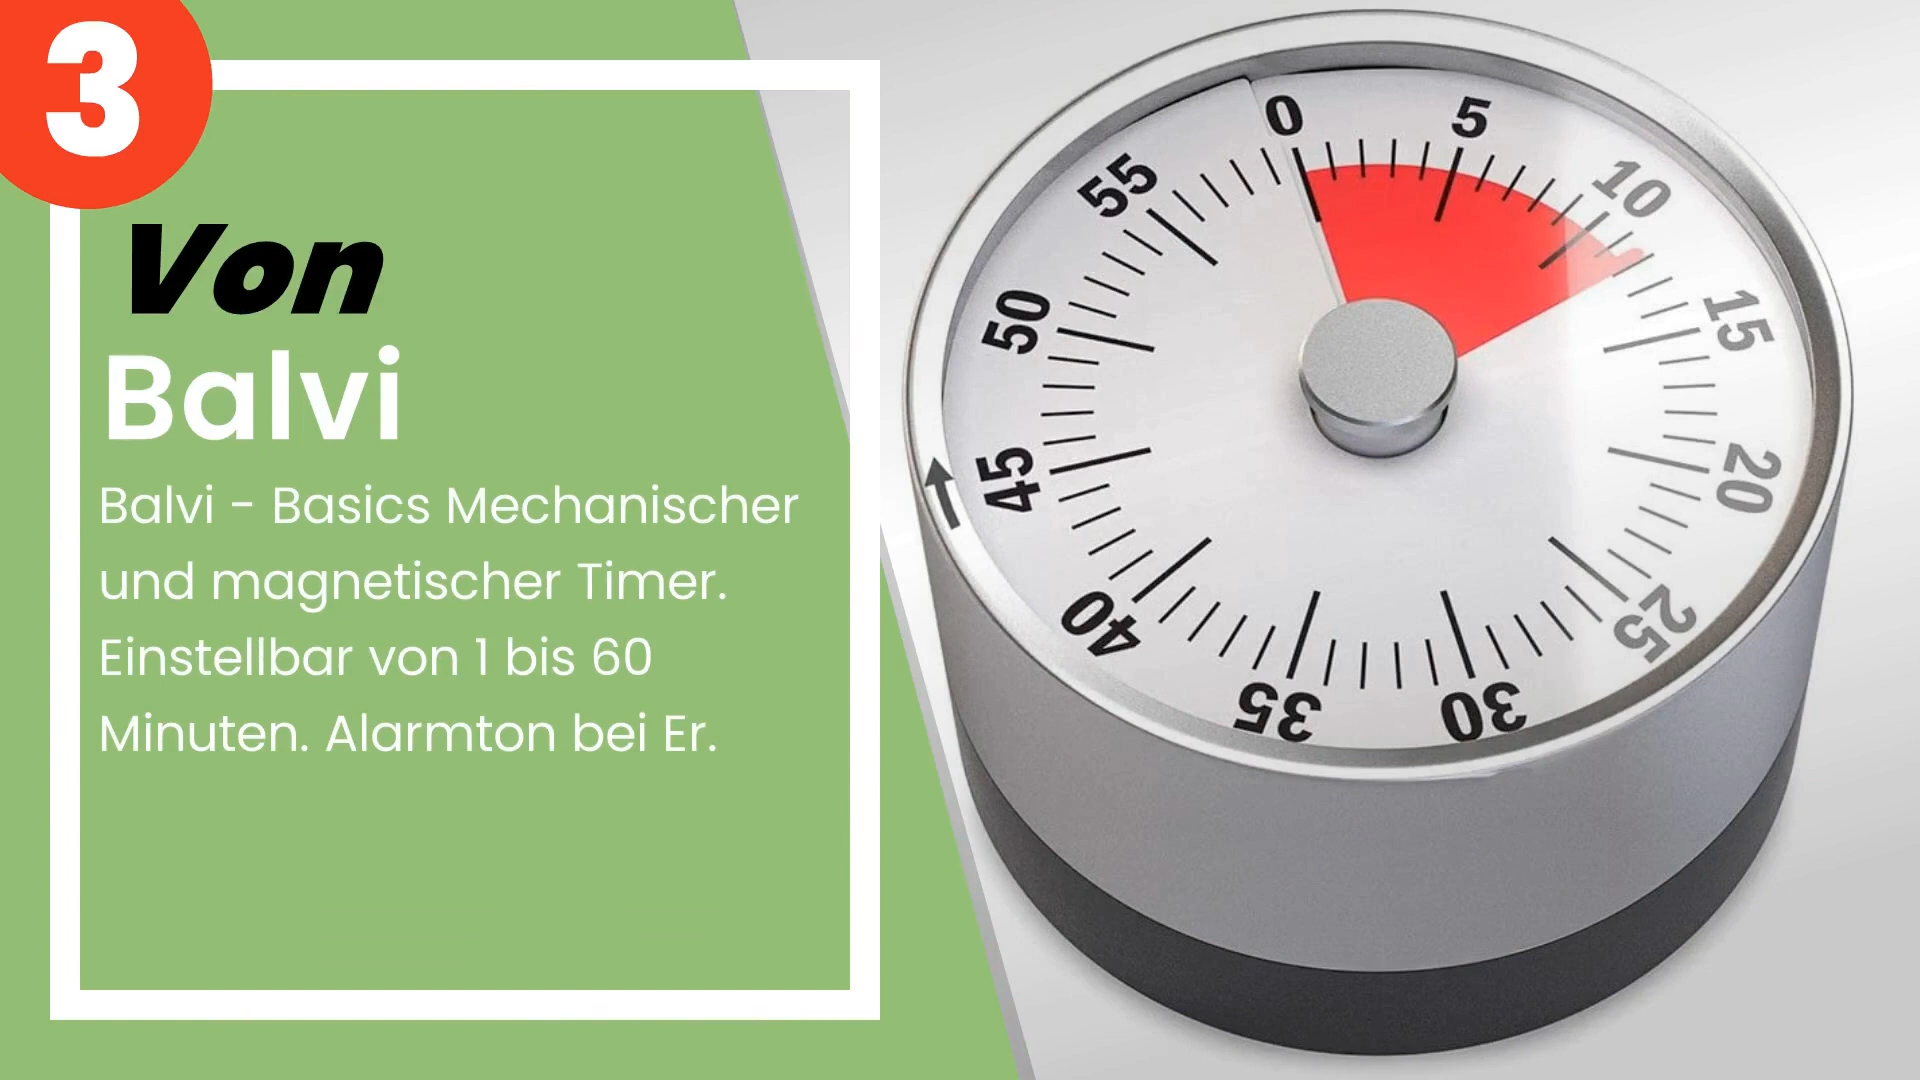 3
Von
Balvi
Balvi - Basics Mechanischer
und magnetischer Timer.
Einstellbar von 1 bis 60
Minuten. Alarmton bei Er.
0
5
10
15
20
25
30
35
40
45
50
55